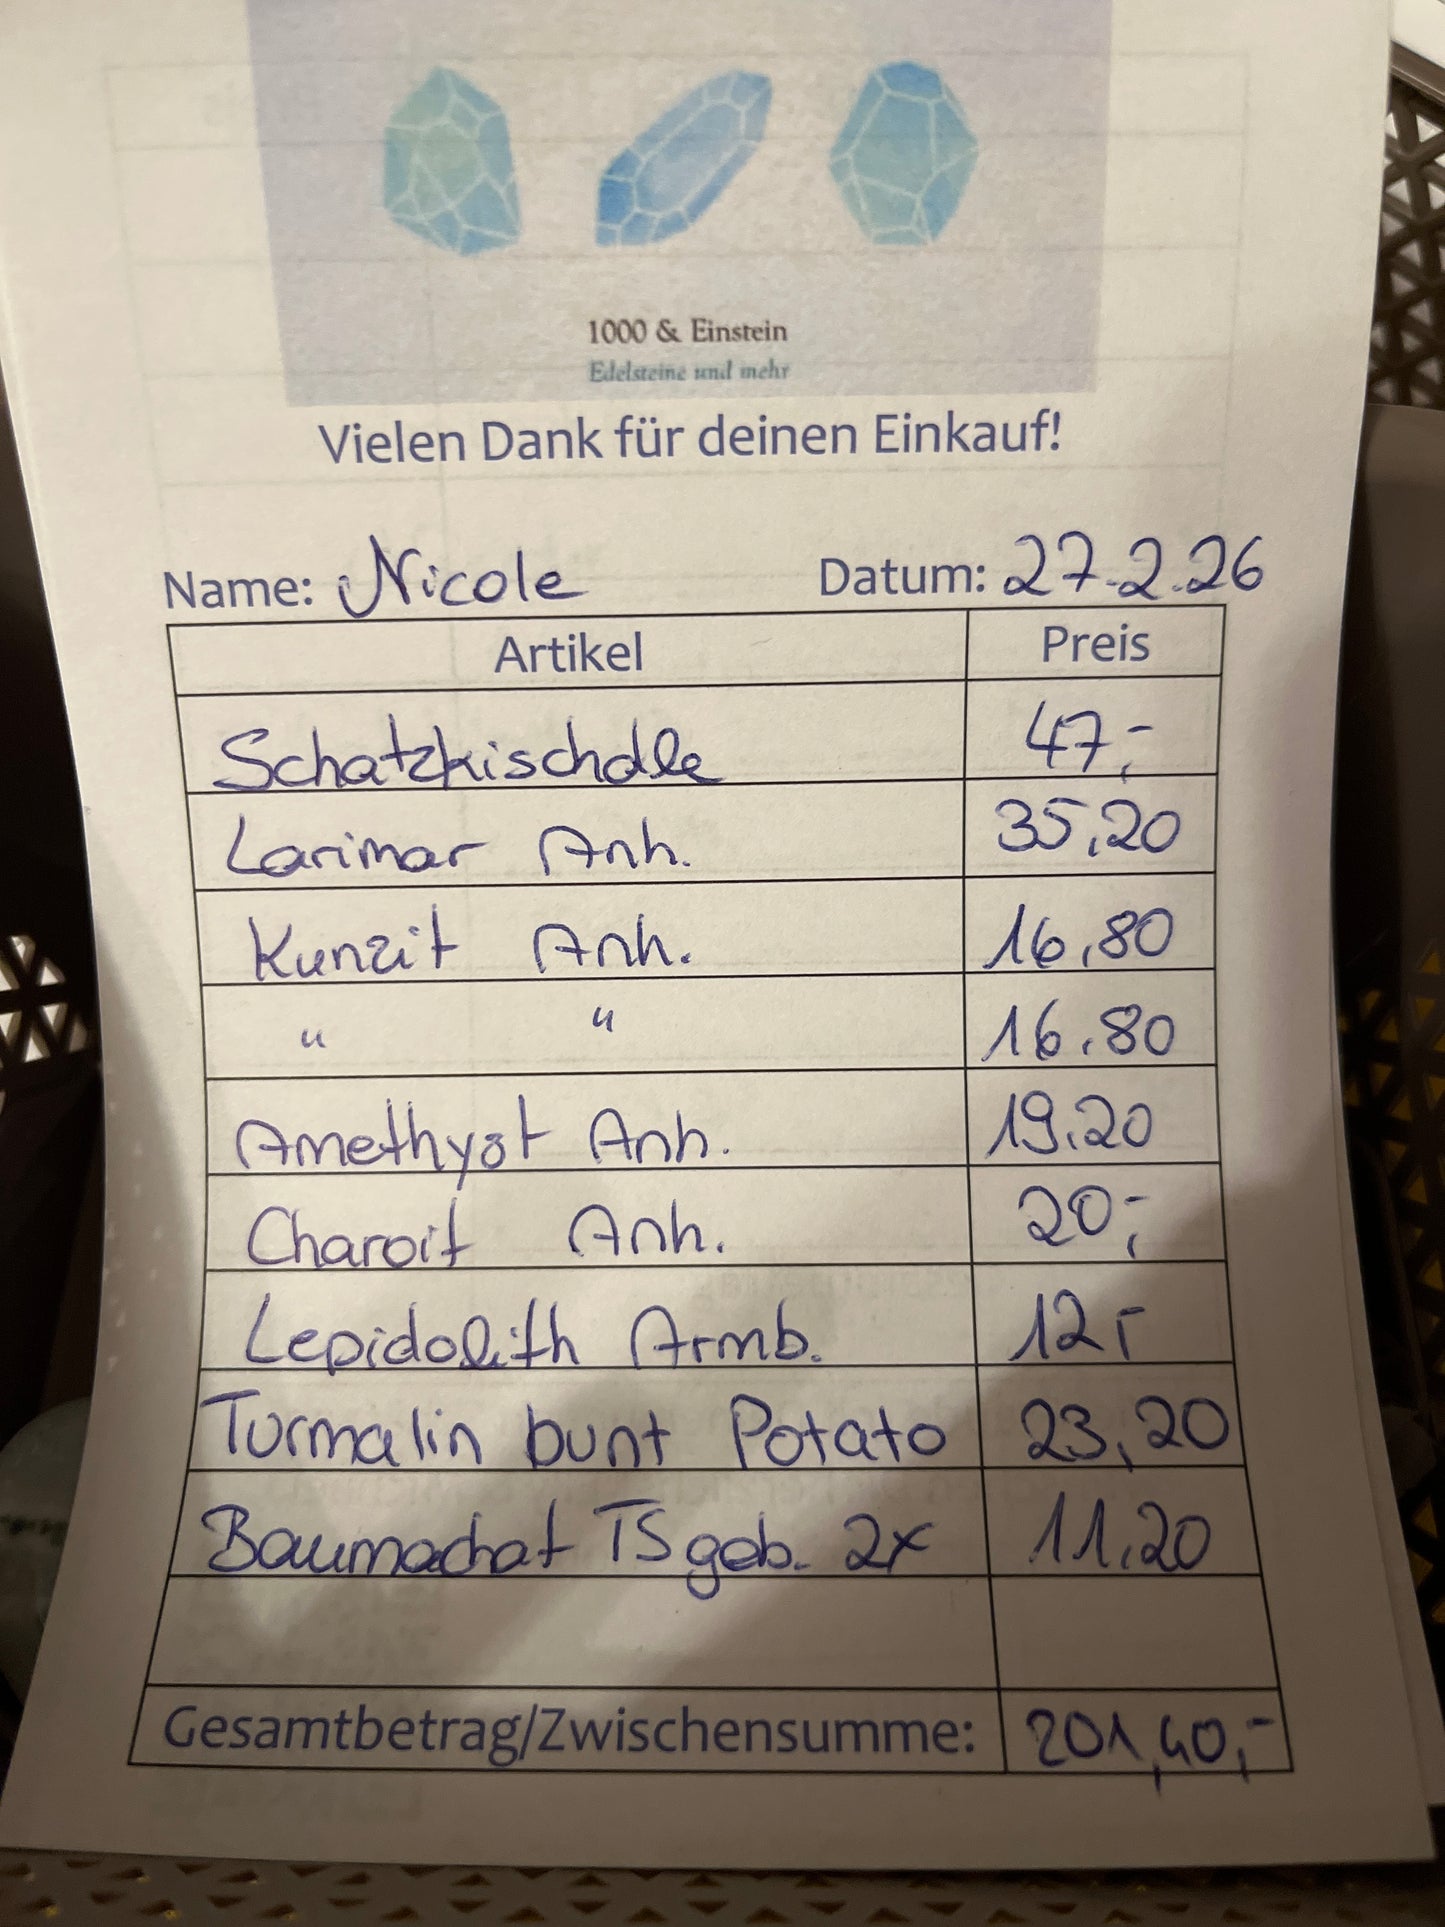 1000 & Einstein
Edelsteine und mehr
Vielen Dank für deinen Einkauf!
Name: Nicole Datum: 27.2.26
Artikel Preis
Schatzkischdle 47,-
Larimar Anh. 35,20
Kunzit Anh. 16,80
" " 16,80
Amethyst Anh. 19,20
Charoit Anh. 20,-
Lepidolith Armb. 12,-
Turmalin bunt Potato 23,20
Baumachat TS geb. 2x 11,20
Gesamtbetrag/Zwischensumme: 201,40,-